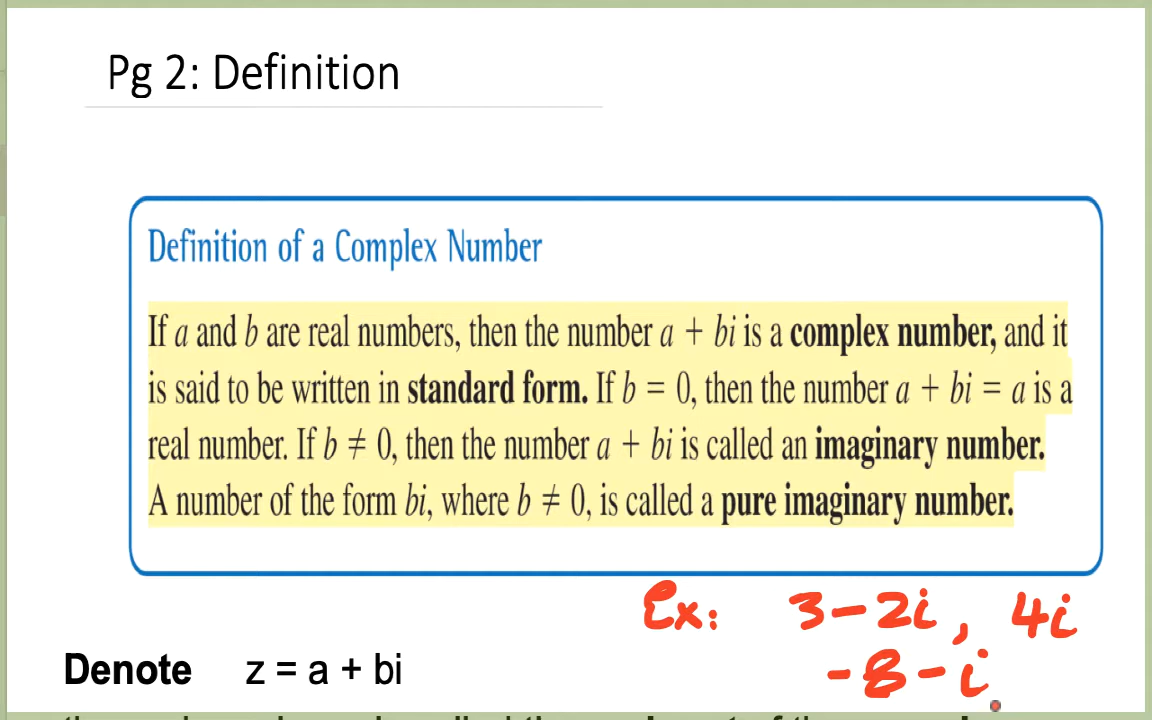 Pg 2: Definition
Definition of a Complex Number
If a and b are real numbers, then the number a + bi is a complex number, and it
is said to be written in standard form. If b = 0, then the number a + bi = a is a
real number. If b ≠ 0, then the number a + bi is called an imaginary number.
A number of the form bi, where b ≠ 0, is called a pure imaginary number.
Ex: 3-2i, 4i
-8-i
Denote z = a + bi